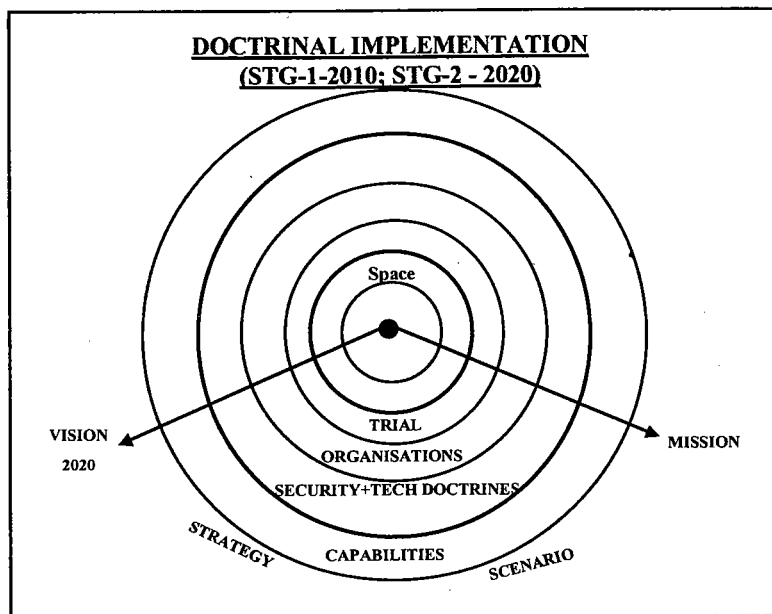 DOCTRINAL IMPLEMENTATION
(STG-1-2010; STG-2 - 2020)
Space
TRIAL
VISION
2020
MISSION
ORGANISATIONS
SECURITY+TECH DOCTRINES
STRATEGY
CAPABILITIES
SCENARIO